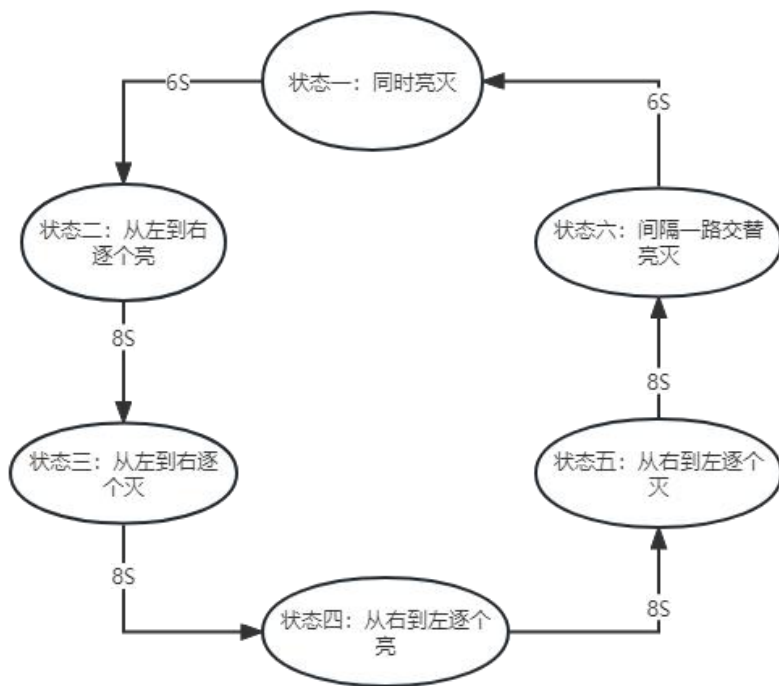 状态一：同时亮灭
6S
状态二：从左到右
逐个亮
8S
状态三：从左到右逐
个灭
8S
状态四：从右到左逐个
亮
8S
状态五：从右到左逐个
灭
8S
状态六：间隔一路交替
亮灭
6S